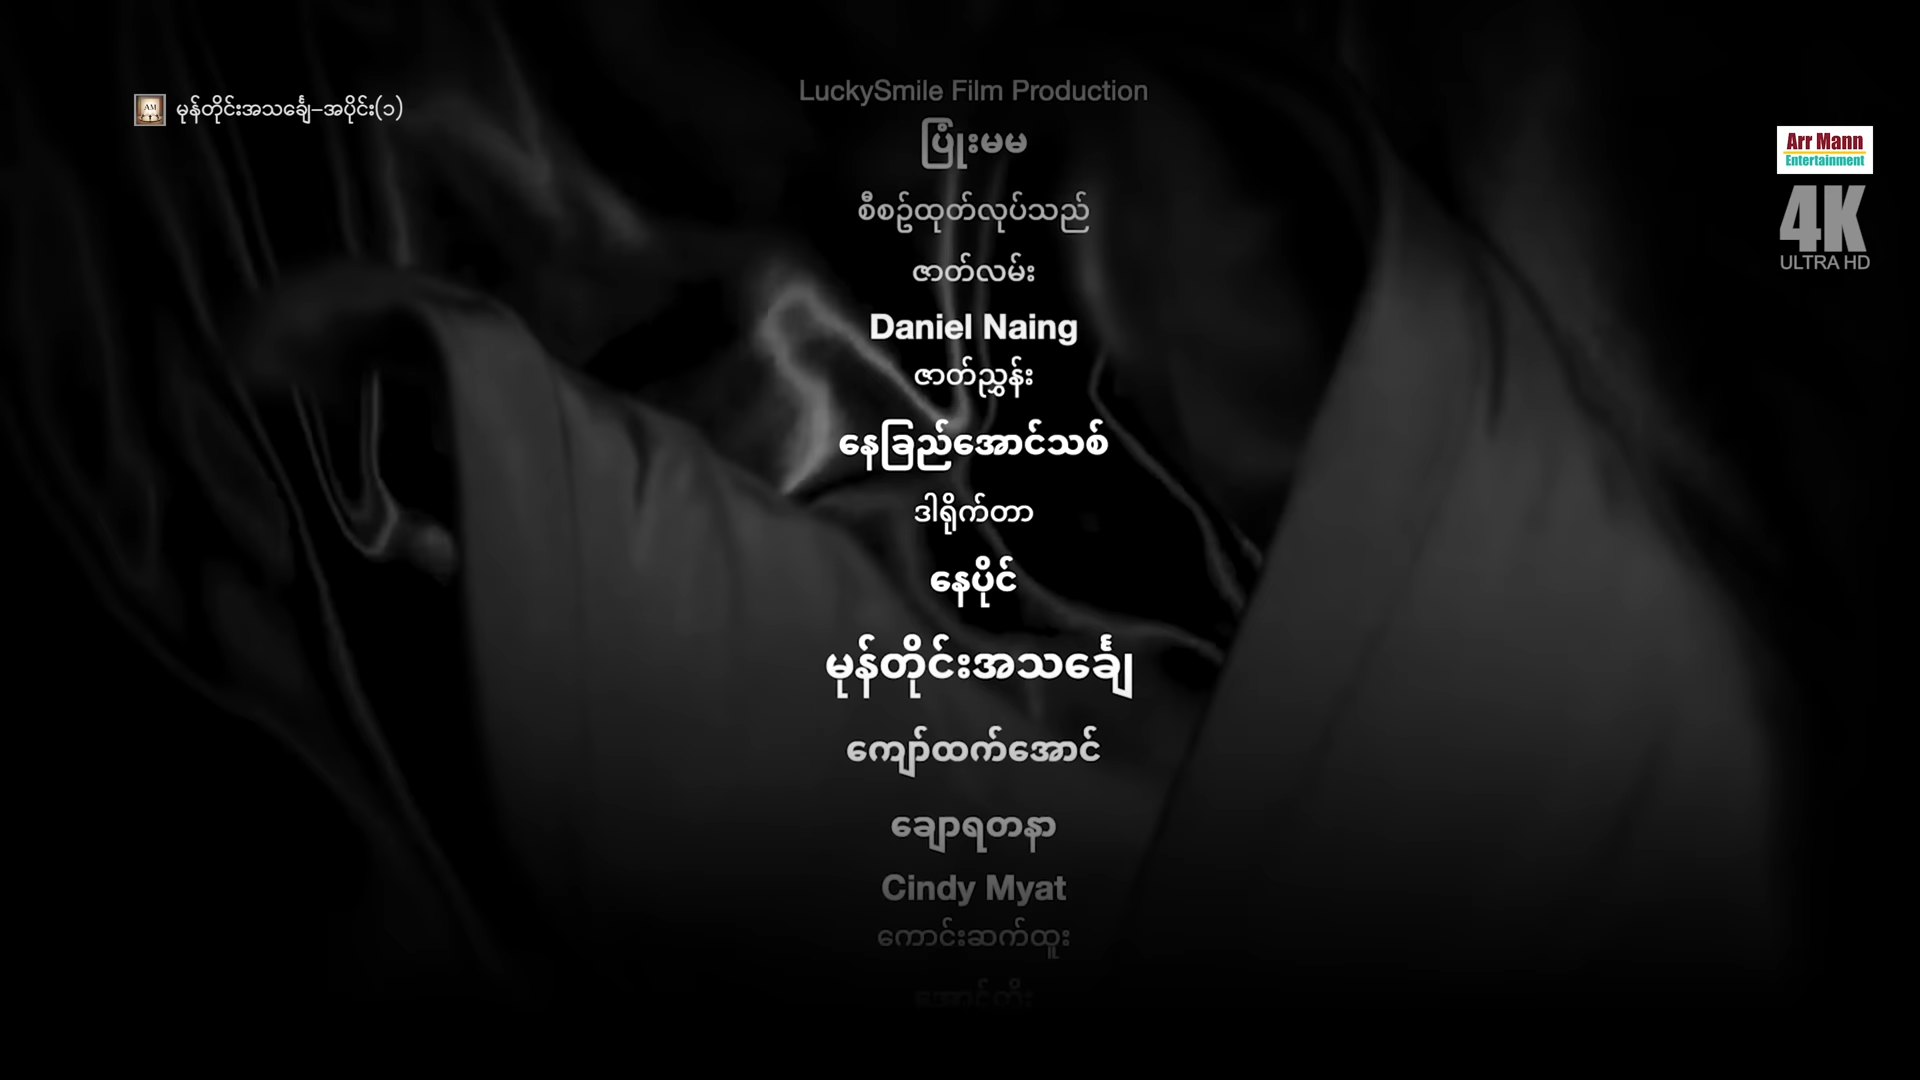 LuckySmile Film Production
မုန်တိုင်းအသင်္ချေ–အပိုင်း(၁)
ပြုံးမမ
Arr Mann
Entertainment
4K
ULTRA HD
စီစဥ်ထုတ်လုပ်သည်
ဇာတ်လမ်း
Daniel Naing
ဇာတ်ညွှန်း
နေခြည်အောင်သစ်
ဒါရိုက်တာ
နေပိုင်
မုန်တိုင်းအသင်္ချေ
ကျော်ထက်အောင်
ချောရတနာ
Cindy Myat
ကောင်းဆက်ထူး